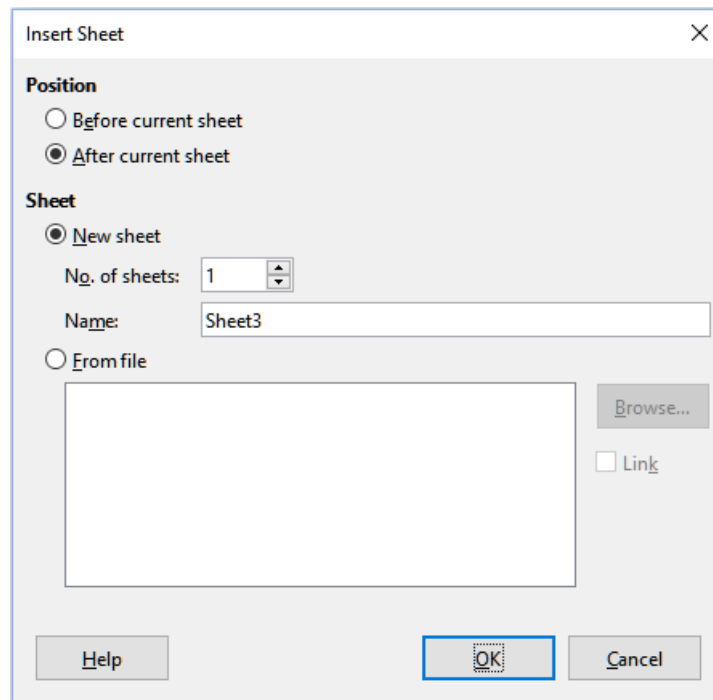 Insert Sheet
Position
Before current sheet
After current sheet
Sheet
New sheet
No. of sheets: 1
Name: Sheet3
From file
Browse...
Link
Help OK Cancel